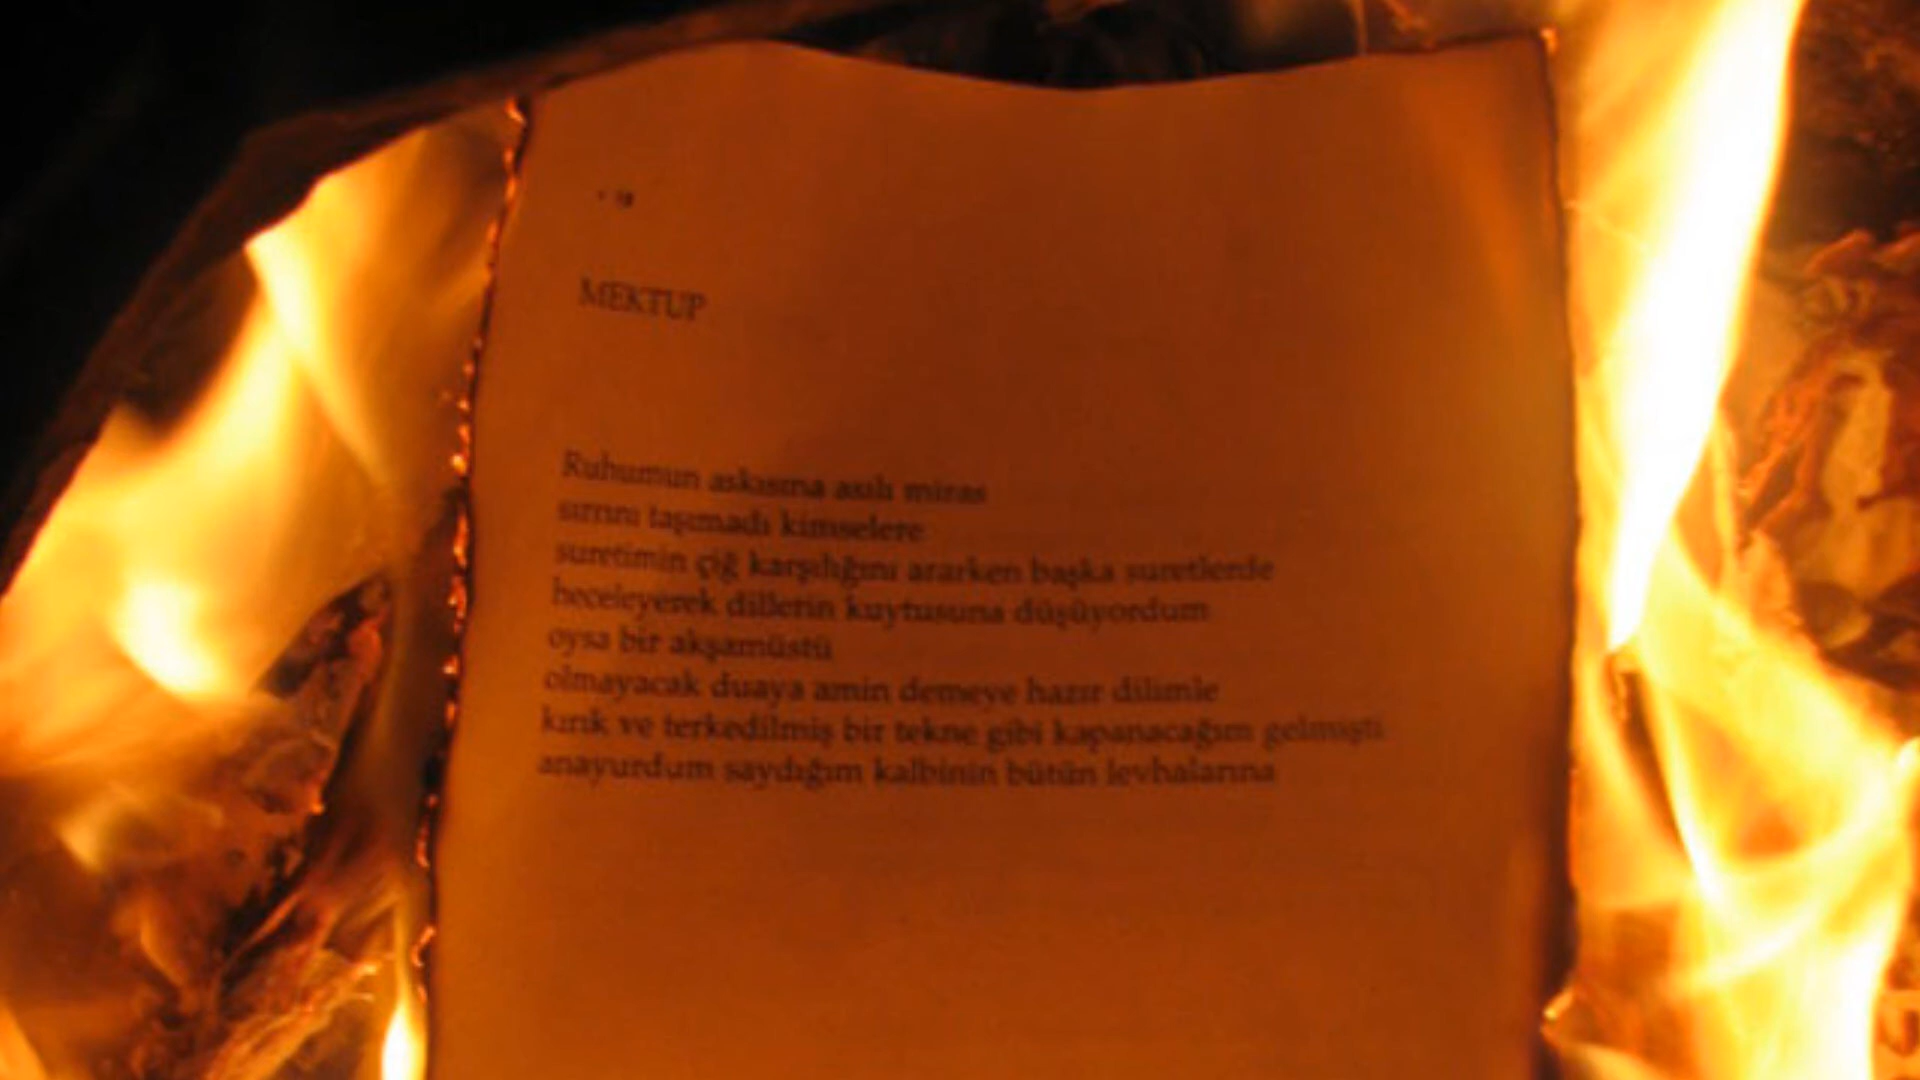 MEKTUP
Ruhumun askısına asılı miras
sırrını taşımadı kimselere
suretimin çiğ karşılığını ararken başka suretlerde
heceleyerek dillerin kuytusuna düşüyordum
oysa bir akşamüstü
olmayacak duaya amin demeye hazır dilimle
kırık ve terkedilmiş bir tekne gibi kapanacağım gelmişti
anayurdum saydığım kalbinin bütün levhalarına